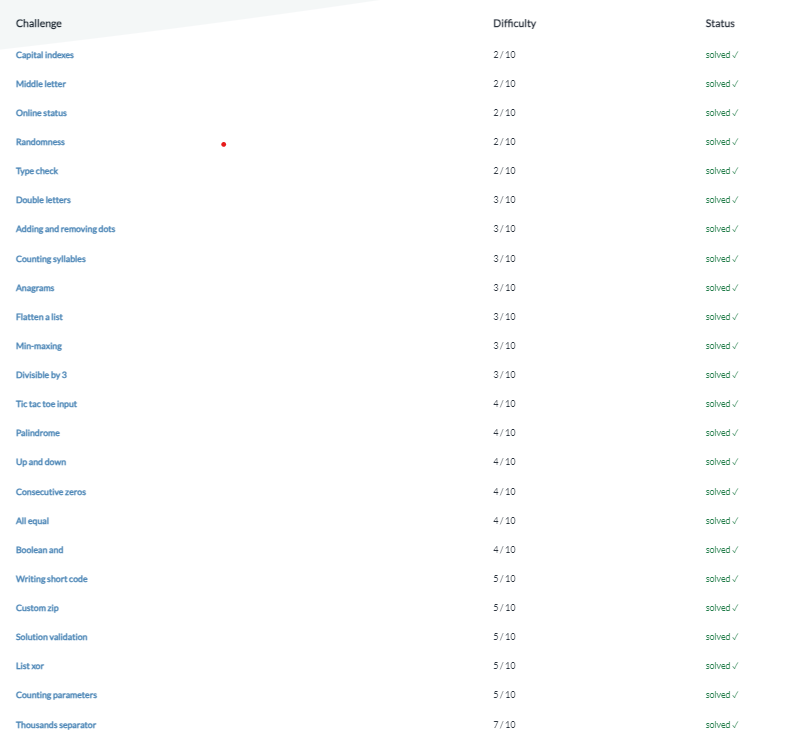 Challenge Difficulty Status
Capital indexes 2 / 10 solved ✓
Middle letter 2 / 10 solved ✓
Online status 2 / 10 solved ✓
Randomness 2 / 10 solved ✓
Type check 2 / 10 solved ✓
Double letters 3 / 10 solved ✓
Adding and removing dots 3 / 10 solved ✓
Counting syllables 3 / 10 solved ✓
Anagrams 3 / 10 solved ✓
Flatten a list 3 / 10 solved ✓
Min-maxing 3 / 10 solved ✓
Divisible by 3 3 / 10 solved ✓
Tic tac toe input 4 / 10 solved ✓
Palindrome 4 / 10 solved ✓
Up and down 4 / 10 solved ✓
Consecutive zeros 4 / 10 solved ✓
All equal 4 / 10 solved ✓
Boolean and 4 / 10 solved ✓
Writing short code 5 / 10 solved ✓
Custom zip 5 / 10 solved ✓
Solution validation 5 / 10 solved ✓
List xor 5 / 10 solved ✓
Counting parameters 5 / 10 solved ✓
Thousands separator 7 / 10 solved ✓